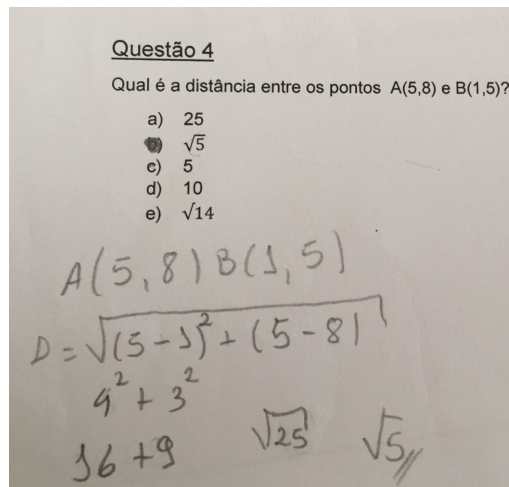 Questão 4
Qual é a distância entre os pontos A(5,8) e B(1,5)?
a) 25
b) √5
c) 5
d) 10
e) √14
A(5,8) B(1,5)
D = √(5-1)² + (5-8)
4² + 3²
16 + 9 √25 √5